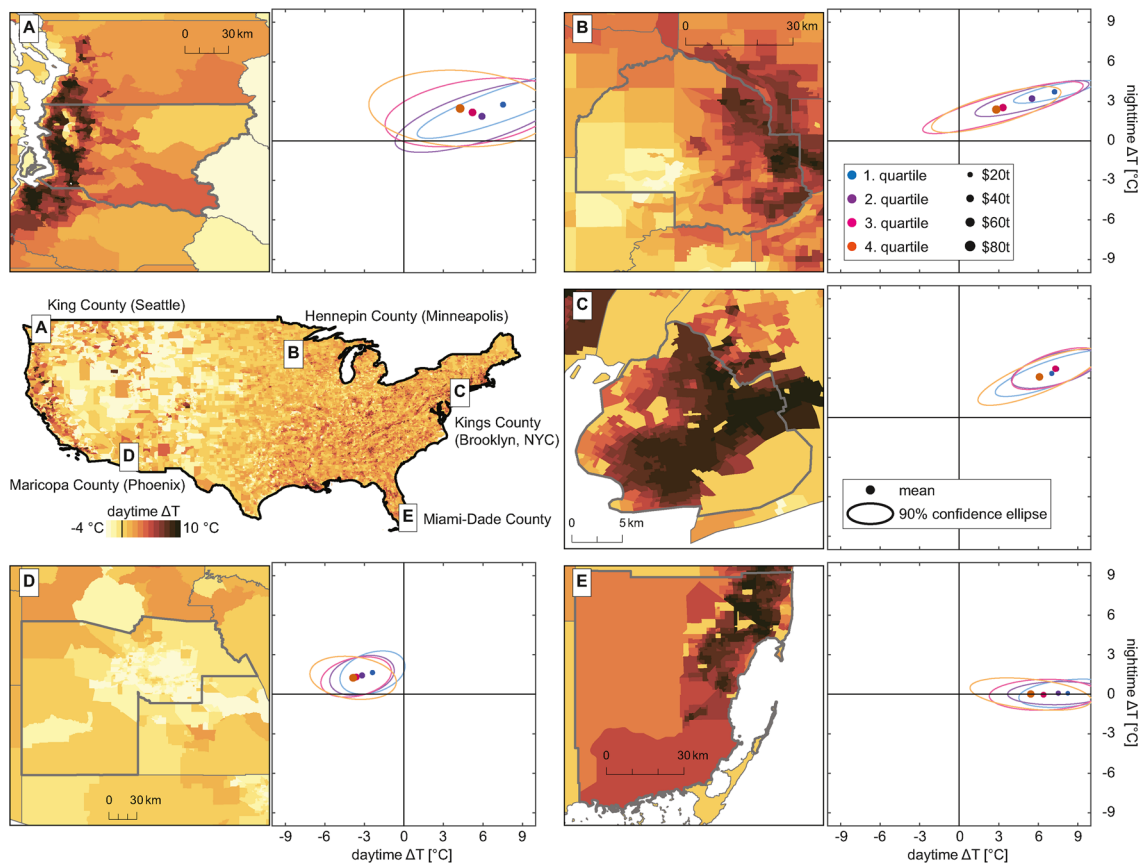 A
0 30 km
B
0 30 km
9
6
3
0
-3
-6
-9
nighttime ΔT [°C]
1. quartile
2. quartile
3. quartile
4. quartile
$20t
$40t
$60t
$80t
King County (Seattle)
Hennepin County (Minneapolis)
A
B
C
Kings County
(Brooklyn, NYC)
D
Maricopa County (Phoenix)
daytime ΔT
-4 °C 10 °C
E
Miami-Dade County
C
0 5 km
mean
90% confidence ellipse
D
0 30 km
E
0 30 km
9
6
3
0
-3
-6
-9
nighttime ΔT [°C]
-9 -6 -3 0 3 6 9
daytime ΔT [°C]
-9 -6 -3 0 3 6 9
daytime ΔT [°C]